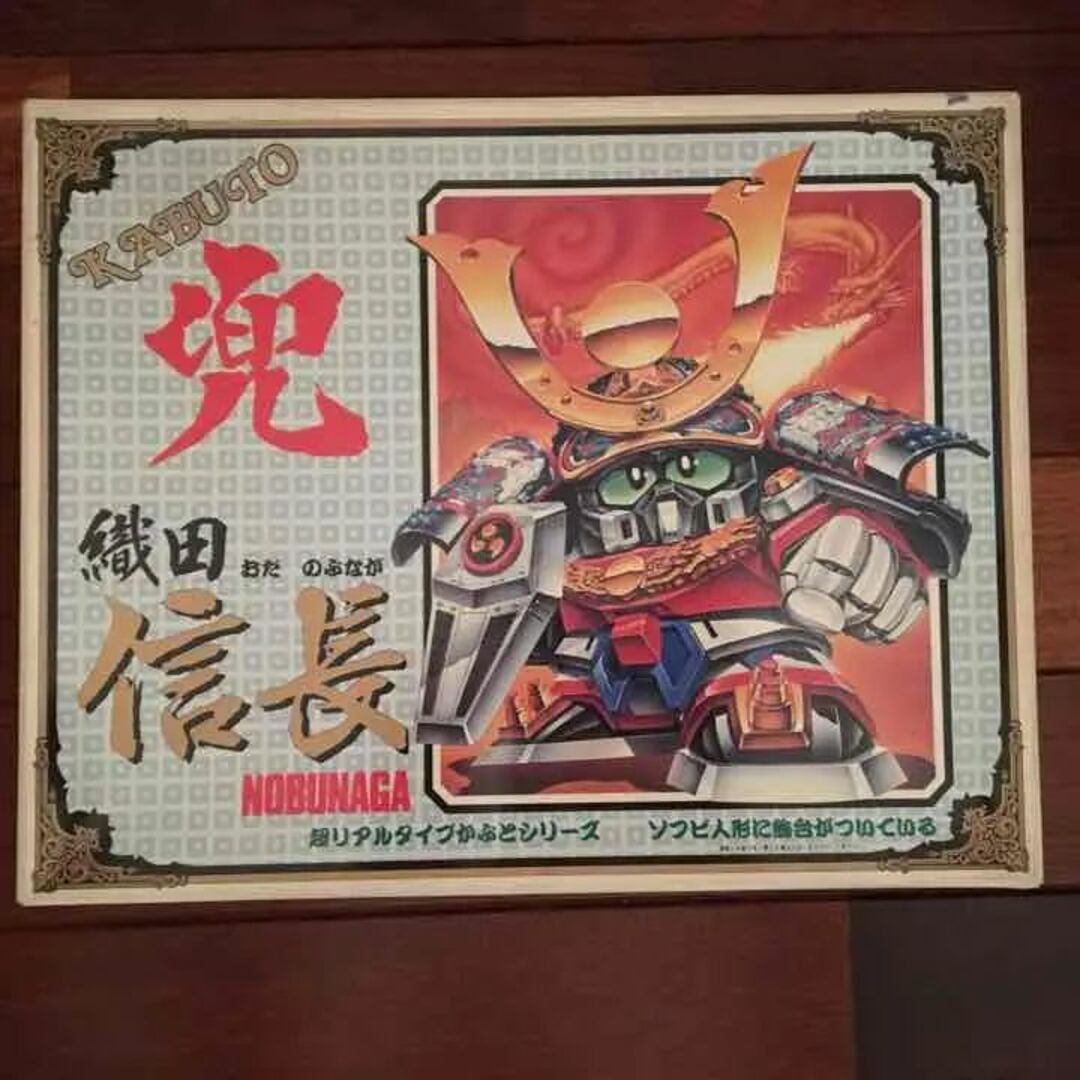 KABUTO
兜
織田 おだ のぶなが
信長
NOBUNAGA
超リアルタイプかぶとシリーズ ソフビ人形に飾台がついている